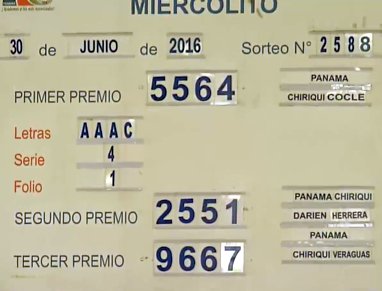 MIERCOLITO
30 de JUNIO de 2016 Sorteo N° 2588
PRIMER PREMIO 5564 PANAMA
CHIRIQUI COCLE
Letras AAAC
Serie 4
Folio 1
SEGUNDO PREMIO 2551 PANAMA CHIRIQUI
DARIEN HERRERA
TERCER PREMIO 9667 PANAMA
CHIRIQUI VERAGUAS